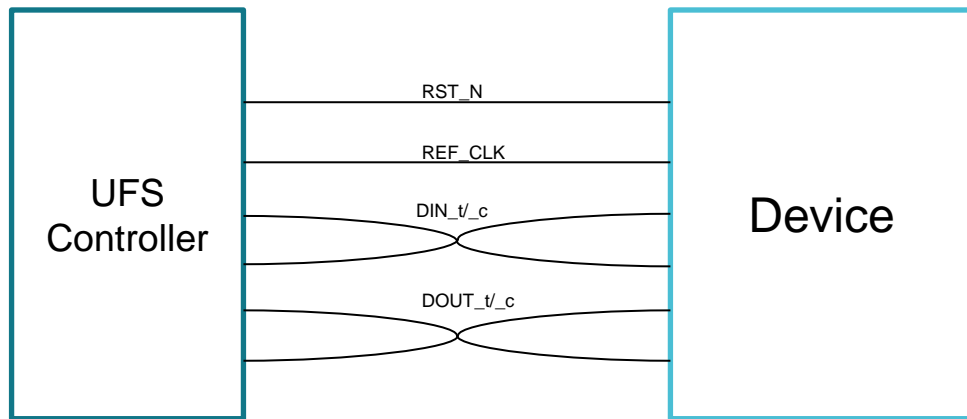 RST_N
REF_CLK
UFS
Controller
DIN_t/_c
Device
DOUT_t/_c